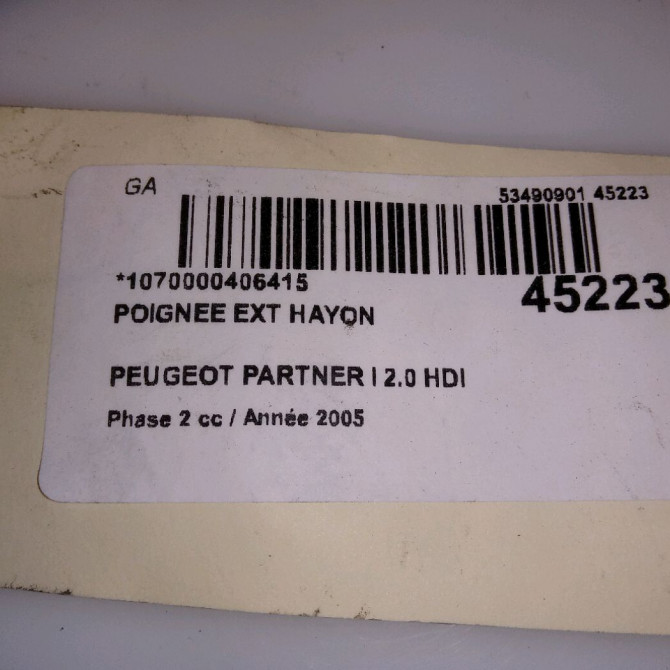 GA
53490901 45223
*1070000406415
45223
POIGNEE EXT HAYON
PEUGEOT PARTNER I 2.0 HDI
Phase 2 cc / Année 2005